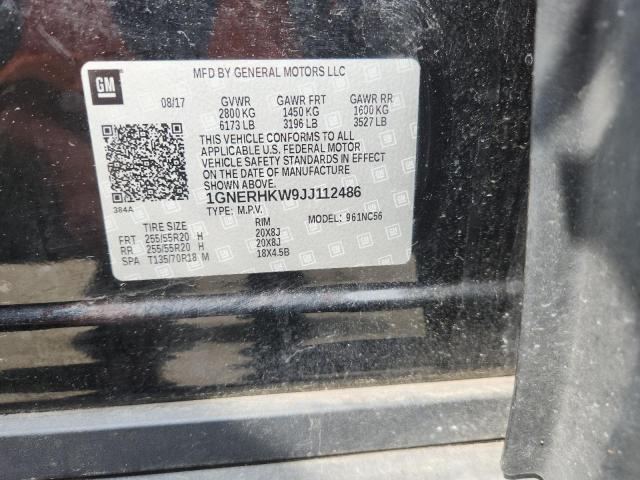 MFD BY GENERAL MOTORS LLC
GM
08/17 GVWR GAWR FRT GAWR RR
2800 KG 1450 KG 1600 KG
6173 LB 3196 LB 3527 LB
THIS VEHICLE CONFORMS TO ALL
APPLICABLE U.S. FEDERAL MOTOR
VEHICLE SAFETY STANDARDS IN EFFECT
ON THE DATE OF MANUFACTURE
SHOWN ABOVE.
1GNERHKW9JJ112486
384A
TYPE: M.P.V. MODEL: 961NC56
TIRE SIZE RIM
FRT 255/55R20 H 20X8J
RR 255/55R20 H 20X8J
SPA T135/70R18 M 18X4.5B